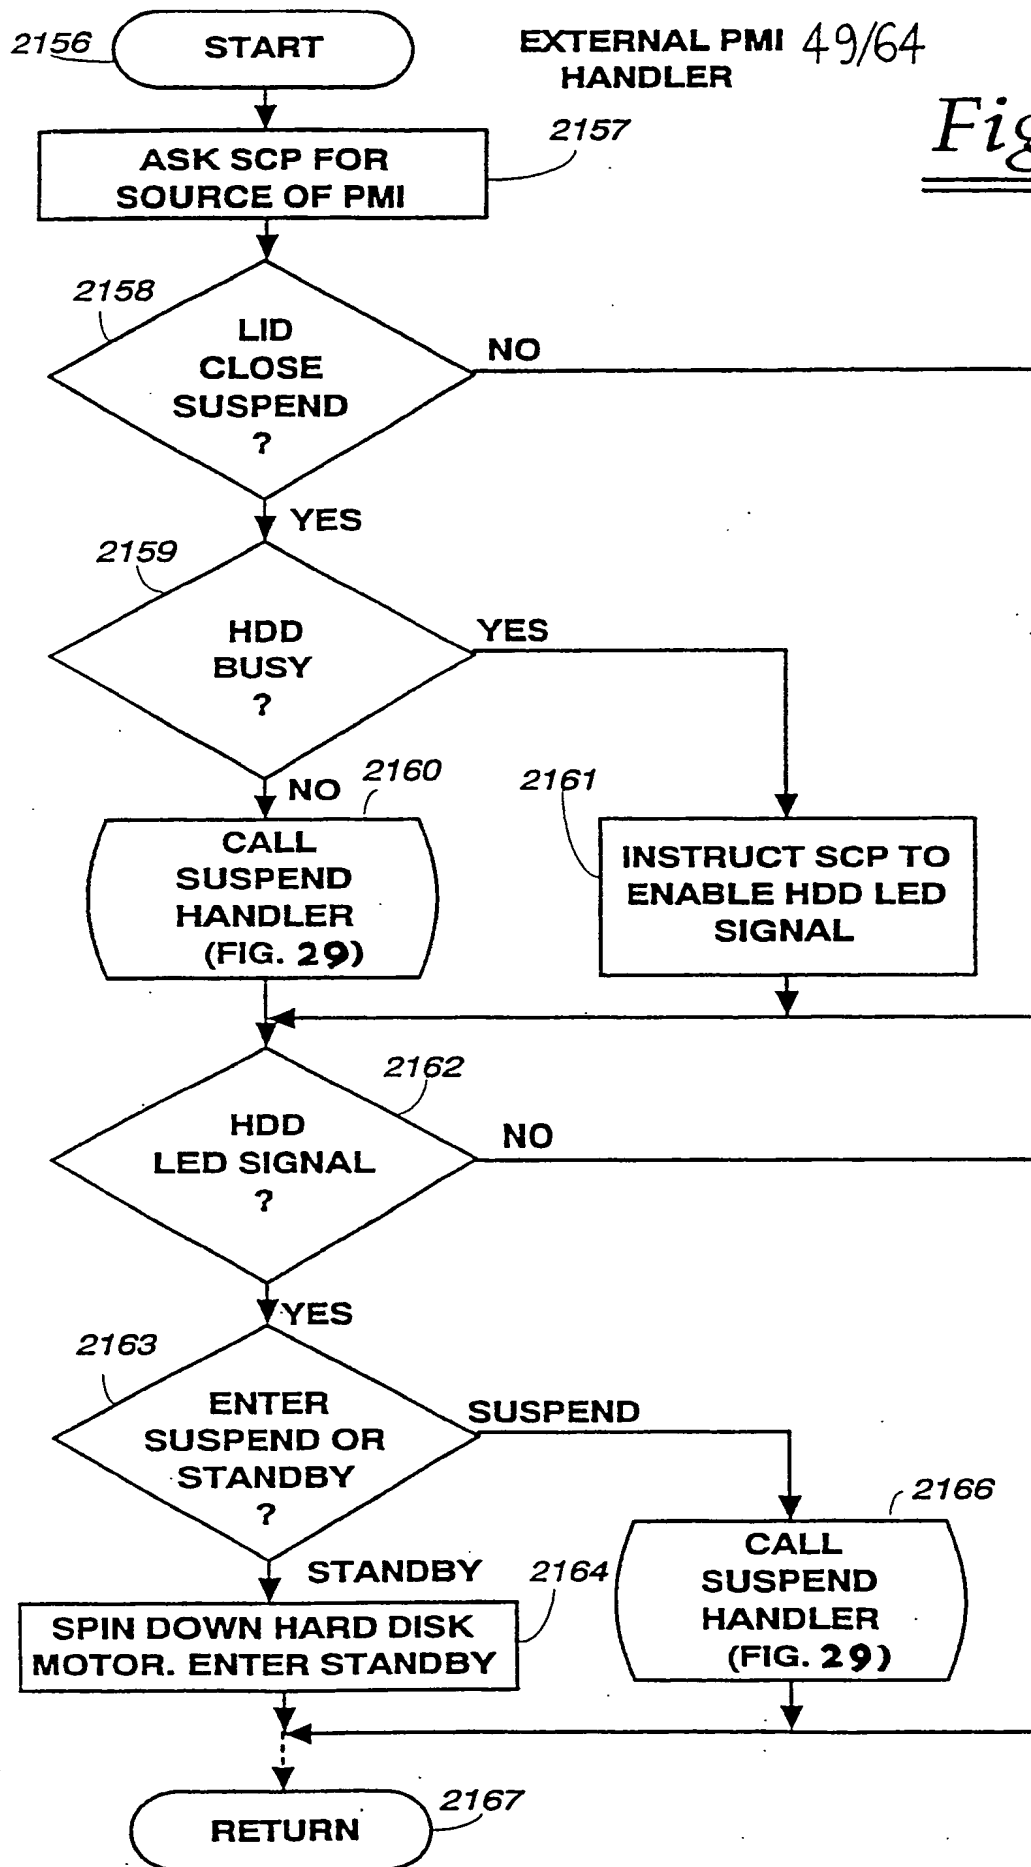 2156
START
EXTERNAL PMI
HANDLER
49/64
Fig
2157
ASK SCP FOR
SOURCE OF PMI
2158
LID
CLOSE
SUSPEND
?
NO
YES
2159
HDD
BUSY
?
YES
NO
2160
CALL
SUSPEND
HANDLER
(FIG. 29)
2161
INSTRUCT SCP TO
ENABLE HDD LED
SIGNAL
2162
HDD
LED SIGNAL
?
NO
YES
2163
ENTER
SUSPEND OR
STANDBY
?
SUSPEND
STANDBY
2164
SPIN DOWN HARD DISK
MOTOR. ENTER STANDBY
2166
CALL
SUSPEND
HANDLER
(FIG. 29)
RETURN
2167